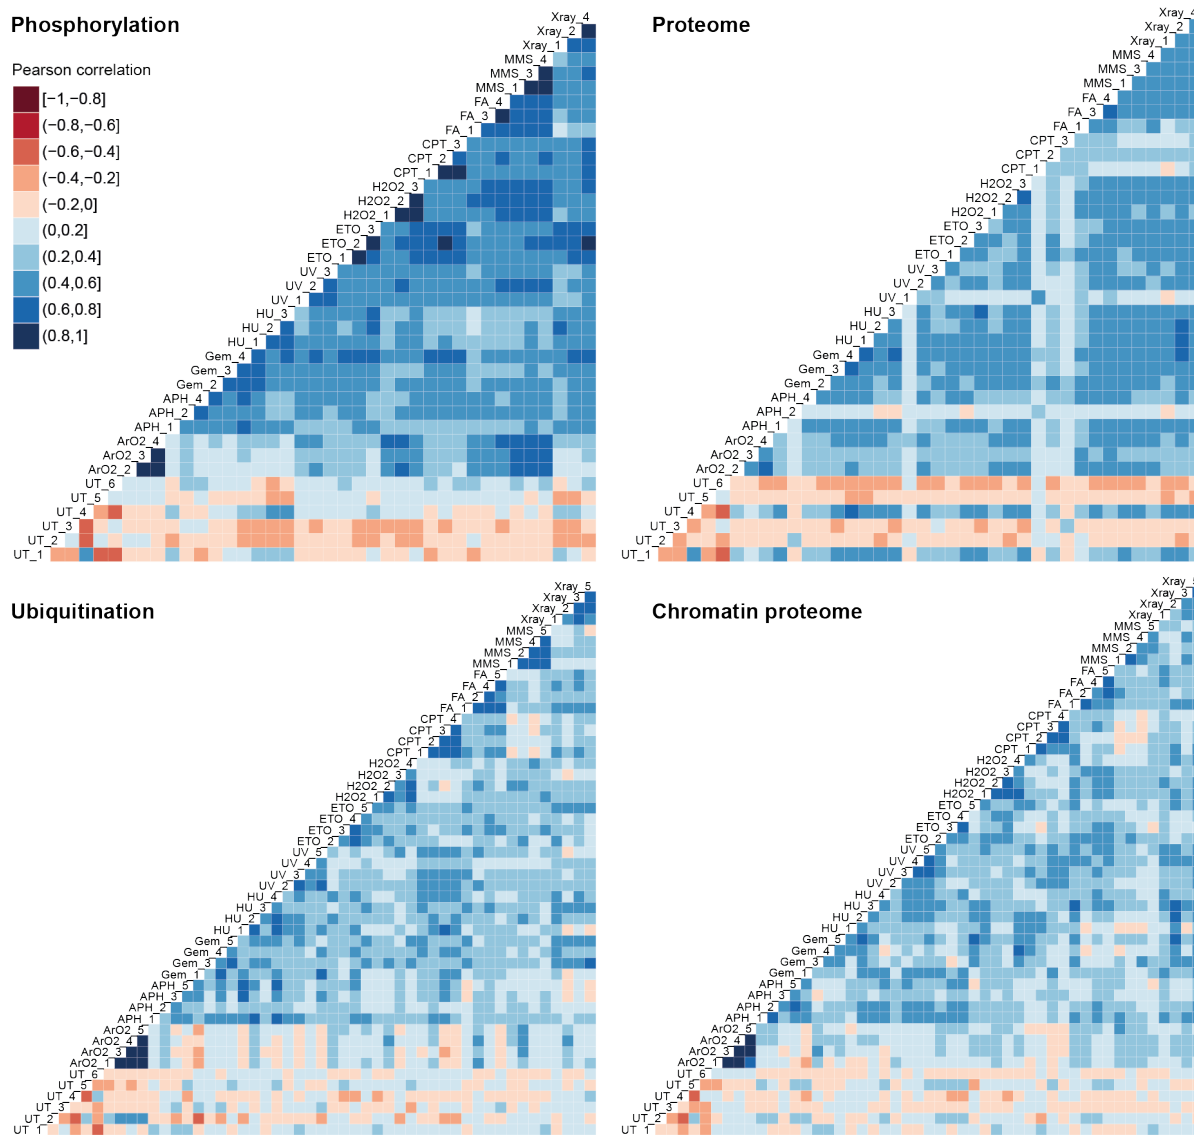 Phosphorylation
Pearson correlation
[−1,−0.8]
(−0.8,−0.6]
(−0.6,−0.4]
(−0.4,−0.2]
(−0.2,0]
(0,0.2]
(0.2,0.4]
(0.4,0.6]
(0.6,0.8]
(0.8,1]
Xray_4
Xray_2
Xray_1
MMS_4
MMS_3
MMS_1
FA_4
FA_3
FA_1
CPT_3
CPT_2
CPT_1
H2O2_3
H2O2_2
H2O2_1
ETO_3
ETO_2
ETO_1
UV_3
UV_2
UV_1
HU_3
HU_2
HU_1
Gem_4
Gem_3
Gem_2
APH_4
APH_2
APH_1
ArO2_4
ArO2_3
ArO2_2
UT_6
UT_5
UT_4
UT_3
UT_2
UT_1
Proteome
Xray_4
Xray_2
Xray_1
MMS_4
MMS_3
MMS_1
FA_4
FA_3
FA_1
CPT_3
CPT_2
CPT_1
H2O2_3
H2O2_2
H2O2_1
ETO_3
ETO_2
ETO_1
UV_3
UV_2
UV_1
HU_3
HU_2
HU_1
Gem_4
Gem_3
Gem_2
APH_4
APH_2
APH_1
ArO2_4
ArO2_3
ArO2_2
UT_6
UT_5
UT_4
UT_3
UT_2
UT_1
Ubiquitination
Xray_5
Xray_3
Xray_2
Xray_1
MMS_5
MMS_4
MMS_2
MMS_1
FA_5
FA_4
FA_2
FA_1
CPT_4
CPT_3
CPT_2
CPT_1
H2O2_4
H2O2_3
H2O2_2
H2O2_1
ETO_5
ETO_4
ETO_3
ETO_2
UV_5
UV_4
UV_3
UV_2
HU_4
HU_3
HU_2
HU_1
Gem_5
Gem_4
Gem_3
Gem_1
APH_5
APH_3
APH_2
APH_1
ArO2_5
ArO2_4
ArO2_3
ArO2_1
UT_6
UT_5
UT_4
UT_3
UT_2
UT_1
Chromatin proteome
Xray_5
Xray_3
Xray_2
Xray_1
MMS_5
MMS_4
MMS_2
MMS_1
FA_5
FA_4
FA_2
FA_1
CPT_4
CPT_3
CPT_2
CPT_1
H2O2_4
H2O2_3
H2O2_2
H2O2_1
ETO_5
ETO_4
ETO_3
ETO_2
UV_5
UV_4
UV_3
UV_2
HU_4
HU_3
HU_2
HU_1
Gem_5
Gem_4
Gem_3
Gem_1
APH_5
APH_3
APH_2
APH_1
ArO2_5
ArO2_4
ArO2_3
ArO2_1
UT_6
UT_5
UT_4
UT_3
UT_2
UT_1